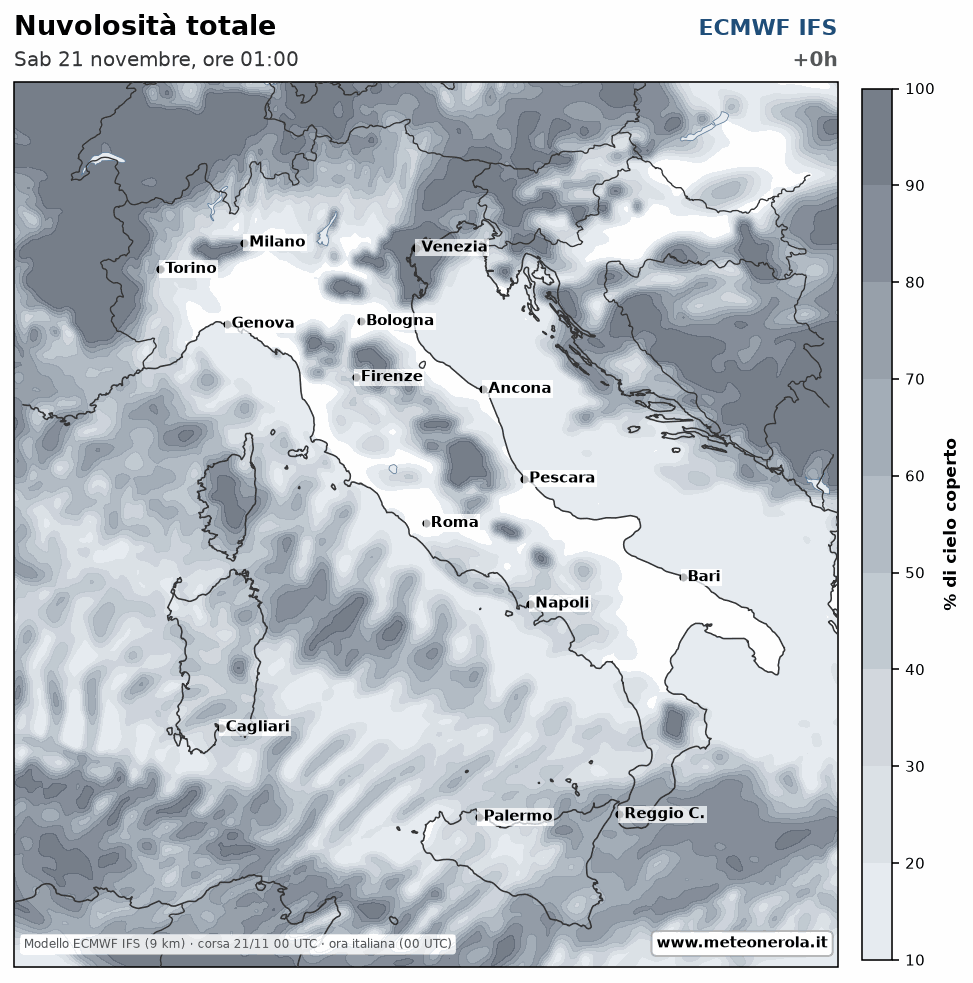 Nuvolosità totale
ECMWF IFS
Sab 21 novembre, ore 01:00
+0h
Milano
Venezia
Torino
Genova
Bologna
Firenze
Ancona
Pescara
Roma
Bari
Napoli
Cagliari
Palermo
Reggio C.
100
90
80
70
60
50
40
30
20
10
% di cielo coperto
Modello ECMWF IFS (9 km) · corsa 21/11 00 UTC · ora italiana (00 UTC)
www.meteonerola.it